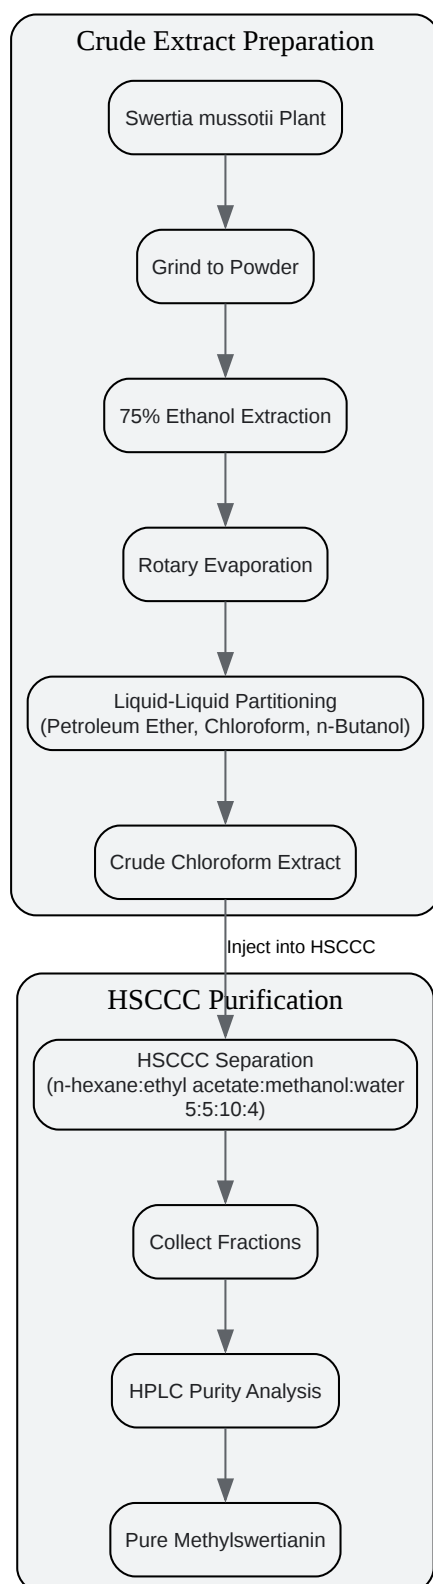 Crude Extract Preparation
Swertia mussotii Plant
Grind to Powder
75% Ethanol Extraction
Rotary Evaporation
Liquid-Liquid Partitioning
(Petroleum Ether, Chloroform, n-Butanol)
Crude Chloroform Extract
Inject into HSCCC
HSCCC Purification
HSCCC Separation
(n-hexane:ethyl acetate:methanol:water
5:5:10:4)
Collect Fractions
HPLC Purity Analysis
Pure Methylswertianin